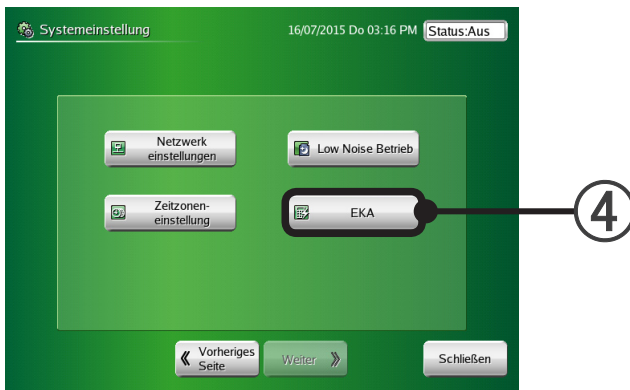 Systemeinstellung
16/07/2015 Do 03:16 PM
Status:Aus
Netzwerk
einstellungen
Low Noise Betrieb
Zeitzonen-
einstellung
EKA
④
《 Vorheriges
Seite
Weiter 》
Schließen